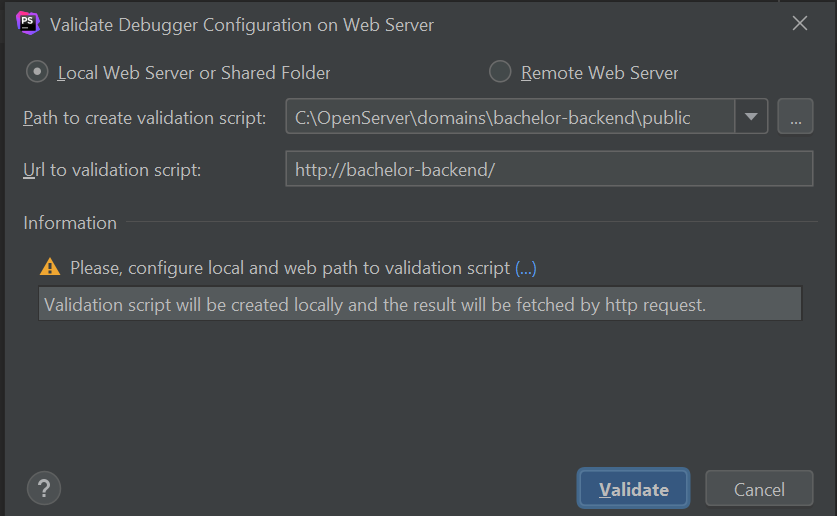 PS Validate Debugger Configuration on Web Server
Local Web Server or Shared Folder Remote Web Server
Path to create validation script: C:\OpenServer\domains\bachelor-backend\public ...
Url to validation script: http://bachelor-backend/
Information
Please, configure local and web path to validation script (...)
Validation script will be created locally and the result will be fetched by http request.
? Validate Cancel